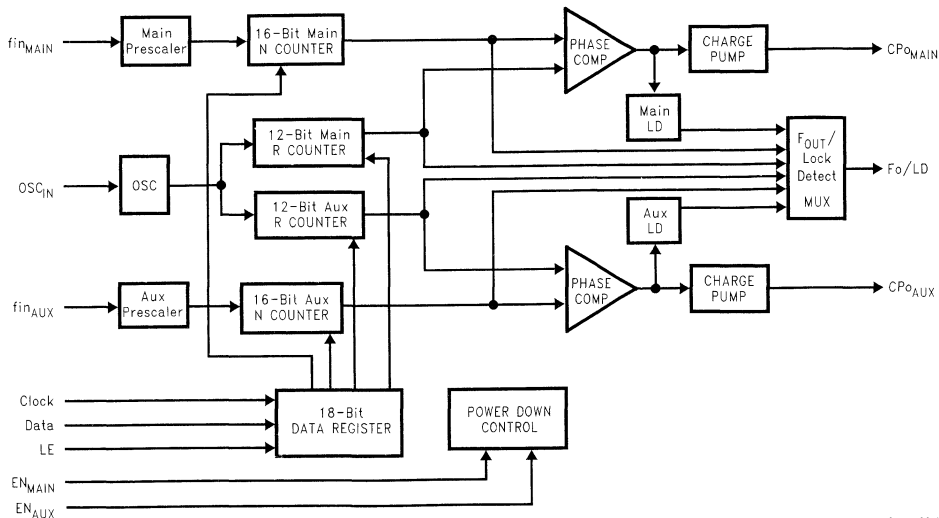 fin_MAIN
Main
Prescaler
16-Bit Main
N COUNTER
PHASE
COMP
CHARGE
PUMP
CPo_MAIN
Main
LD
12-Bit Main
R COUNTER
OSC_IN
OSC
12-Bit Aux
R COUNTER
F_OUT/
Lock
Detect
MUX
Fo/LD
Aux
LD
fin_AUX
Aux
Prescaler
16-Bit Aux
N COUNTER
PHASE
COMP
CHARGE
PUMP
CPo_AUX
Clock
Data
LE
18-Bit
DATA REGISTER
POWER DOWN
CONTROL
EN_MAIN
EN_AUX